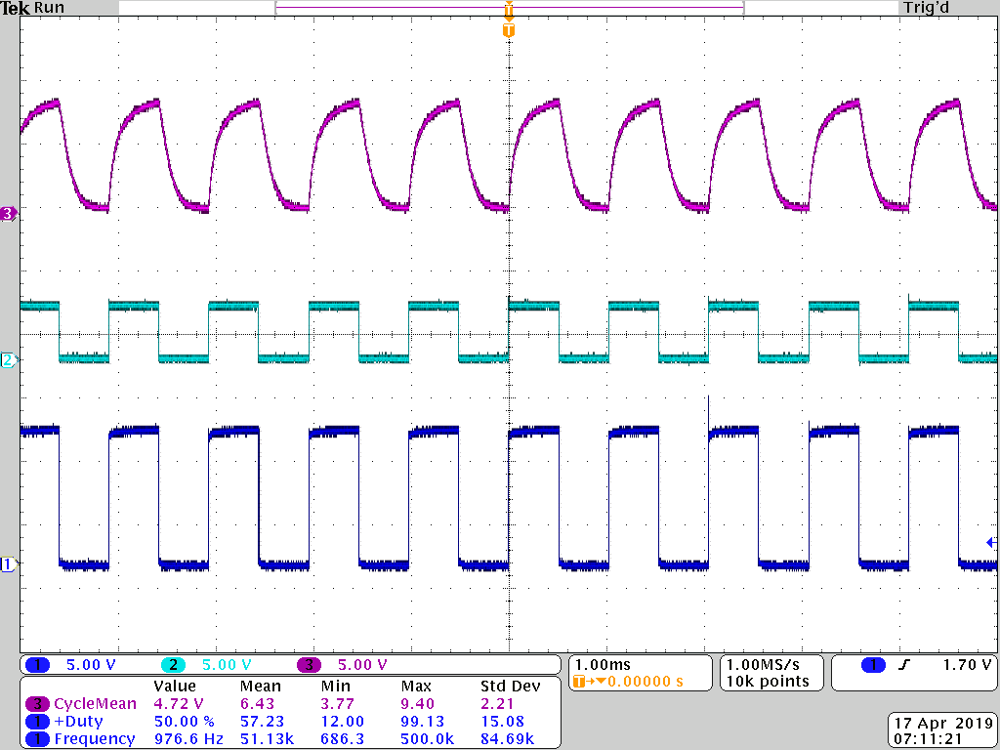 Tek Run Trig'd
T
T
3
2
1
1 5.00 V 2 5.00 V 3 5.00 V
1.00ms
T→▼0.00000 s
1.00MS/s
10k points
1 1.70 V
Value Mean Min Max Std Dev
3 CycleMean 4.72 V 6.43 3.77 9.40 2.21
1 +Duty 50.00 % 57.23 12.00 99.13 15.08
1 Frequency 976.6 Hz 51.13k 686.3 500.0k 84.69k
17 Apr 2019
07:11:21